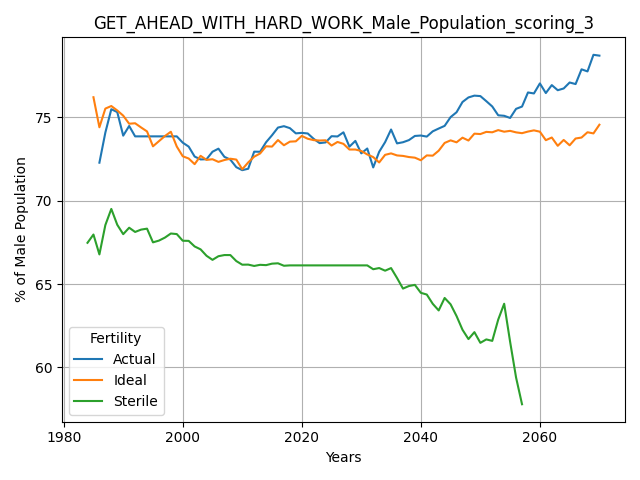 GET_AHEAD_WITH_HARD_WORK_Male_Population_scoring_3
% of Male Population
75
70
65
60
Fertility
Actual
Ideal
Sterile
1980
2000
2020
2040
2060
Years